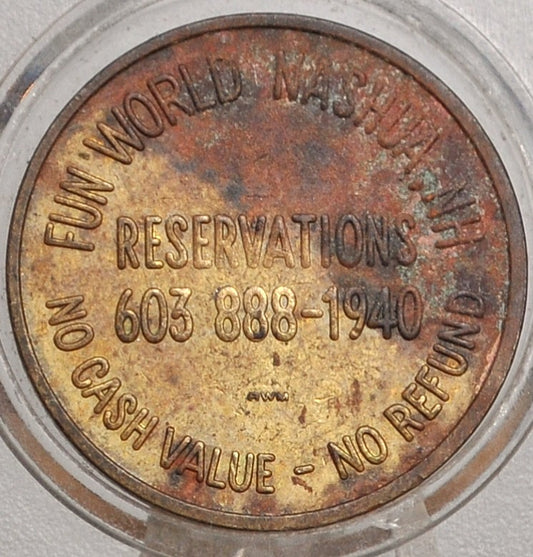 FUN WORLD NASHUA, NH
RESERVATIONS
603 888-1940
NO CASH VALUE - NO REFUND